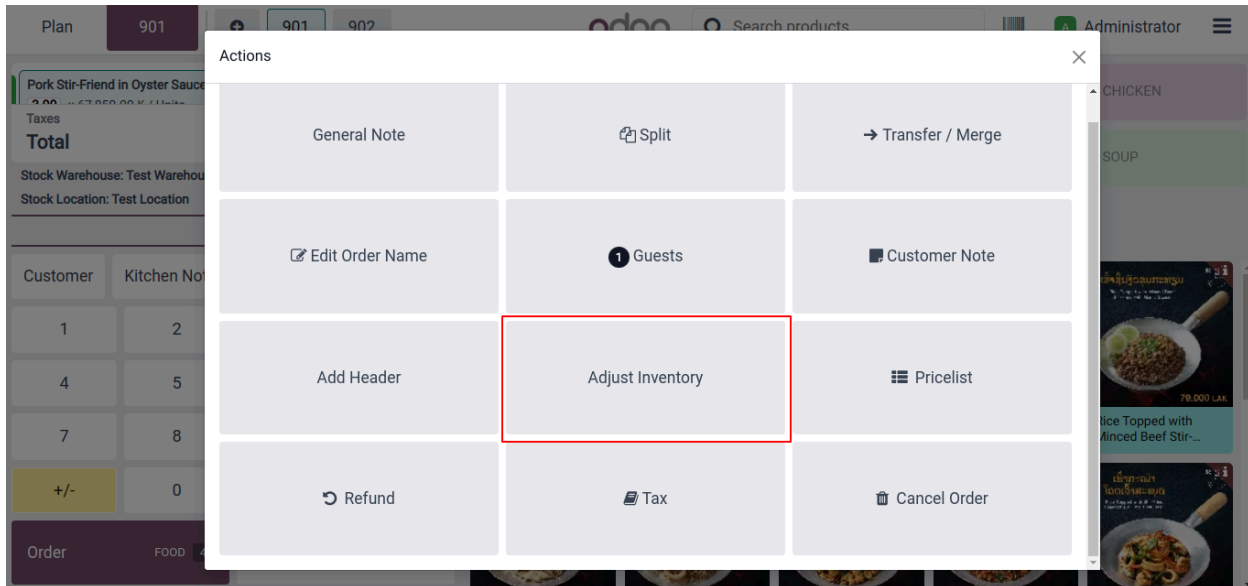 Plan
901
901
902
odoo
Search products
A
Administrator
Actions
Pork Stir-Friend in Oyster Sauce
Taxes
Total
Stock Warehouse: Test Warehou
Stock Location: Test Location
Customer
Kitchen No
1
2
4
5
7
8
+/-
0
Order
FOOD
4
General Note
Split
Transfer / Merge
Edit Order Name
1 Guests
Customer Note
Add Header
Adjust Inventory
Pricelist
Refund
Tax
Cancel Order
CHICKEN
SOUP
79.000 LAK
Rice Topped with
Minced Beef Stir-...